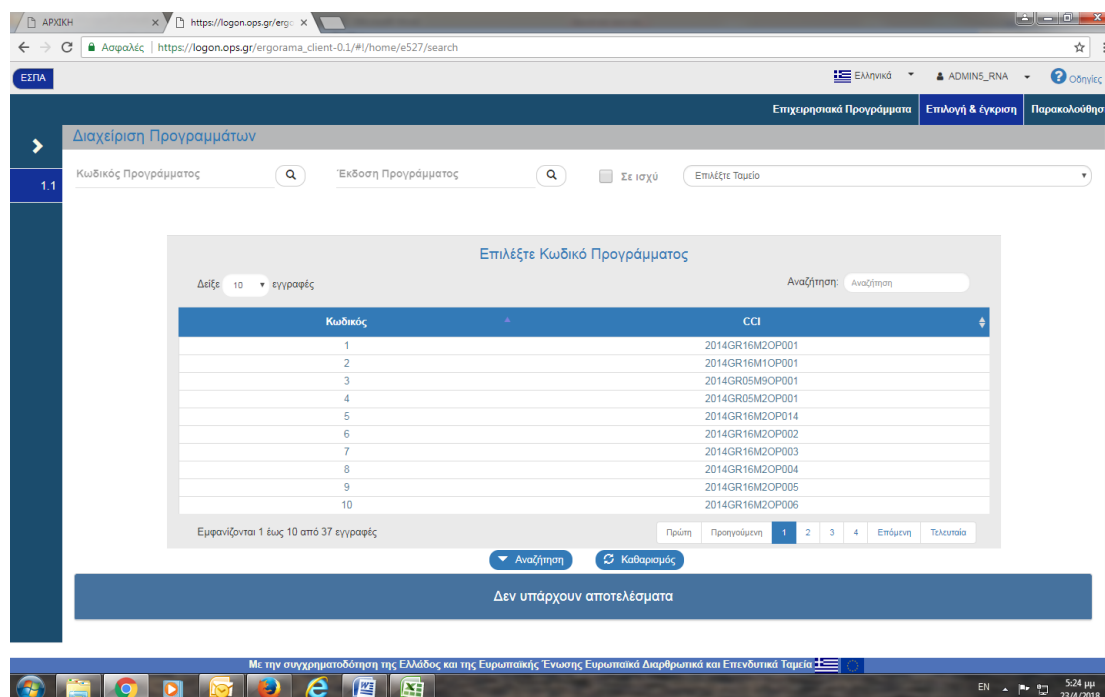 ΑΡΧΙΚΗ https://logon.ops.gr/ergo
Ασφαλές | https://logon.ops.gr/ergorama_client-0.1/#!/home/e527/search
ΕΣΠΑ Ελληνικά ADMIN5_RNA Οδηγίες
Επιχειρησιακά Προγράμματα Επιλογή & έγκριση Παρακολούθησ
Διαχείριση Προγραμμάτων
1.1 Κωδικός Προγράμματος Έκδοση Προγράμματος Σε ισχύ Επιλέξτε Ταμείο
Επιλέξτε Κωδικό Προγράμματος
Δείξε 10 εγγραφές Αναζήτηση: Αναζήτηση
Κωδικός CCI
1 2014GR16M2OP001
2 2014GR16M1OP001
3 2014GR05M9OP001
4 2014GR05M2OP001
5 2014GR16M2OP014
6 2014GR16M2OP002
7 2014GR16M2OP003
8 2014GR16M2OP004
9 2014GR16M2OP005
10 2014GR16M2OP006
Εμφανίζονται 1 έως 10 από 37 εγγραφές Πρώτη Προηγούμενη 1 2 3 4 Επόμενη Τελευταία
Αναζήτηση Καθαρισμός
Δεν υπάρχουν αποτελέσματα
Με την συγχρηματοδότηση της Ελλάδος και της Ευρωπαϊκής Ένωσης Ευρωπαϊκά Διαρθρωτικά και Επενδυτικά Ταμεία
EN 5:24 μμ
23/4/2018